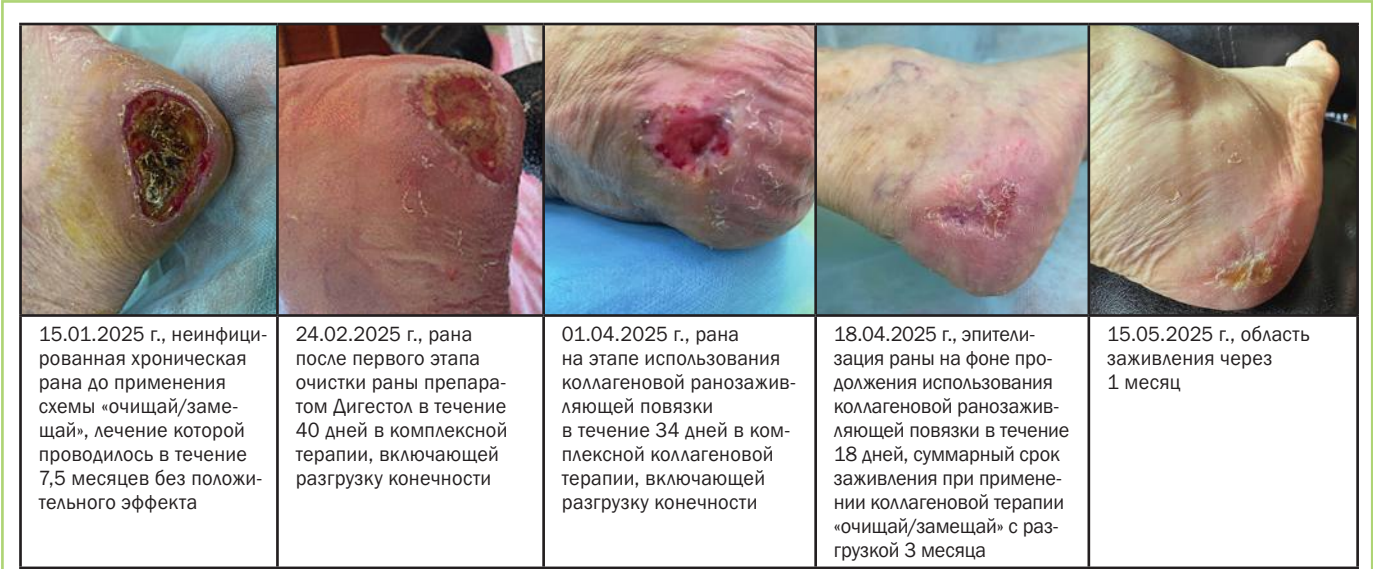 15.01.2025 г., неинфици-
рованная хроническая
рана до применения
схемы «очищай/заме-
щай», лечение которой
проводилось в течение
7,5 месяцев без положи-
тельного эффекта
24.02.2025 г., рана
после первого этапа
очистки раны препара-
том Дигестол в течение
40 дней в комплексной
терапии, включающей
разгрузку конечности
01.04.2025 г., рана
на этапе использования
коллагеновой ранозажив-
ляющей повязки
в течение 34 дней в ком-
плексной коллагеновой
терапии, включающей
разгрузку конечности
18.04.2025 г., эпители-
зация раны на фоне про-
должения использования
коллагеновой ранозажив-
ляющей повязки в течение
18 дней, суммарный срок
заживления при примене-
нии коллагеновой терапии
«очищай/замещай» с раз-
грузкой 3 месяца
15.05.2025 г., область
заживления через
1 месяц